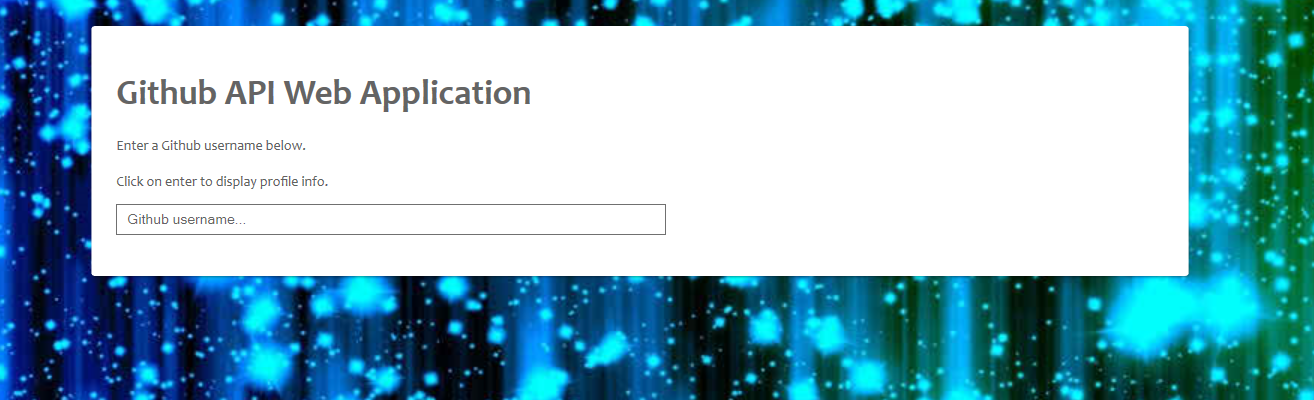 Github API Web Application
Enter a Github username below.
Click on enter to display profile info.
Github username...